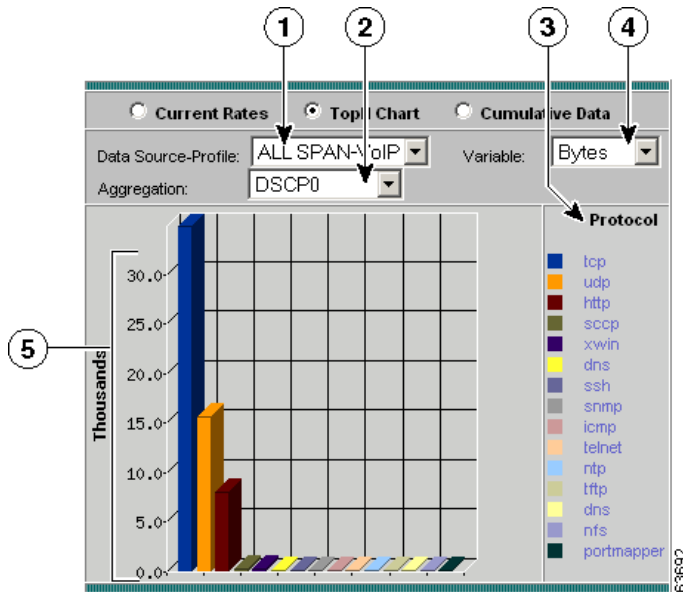 1 2 3 4
Current Rates TopN Chart Cumulative Data
Data Source-Profile: ALL SPAN-VoIP Variable: Bytes
Aggregation: DSCP0
Protocol
tcp
udp
http
sccp
xwin
dns
ssh
snmp
icmp
telnet
ntp
tftp
dns
nfs
portmapper
5
Thousands
30.0
25.0
20.0
15.0
10.0
5.0
0.0
63692